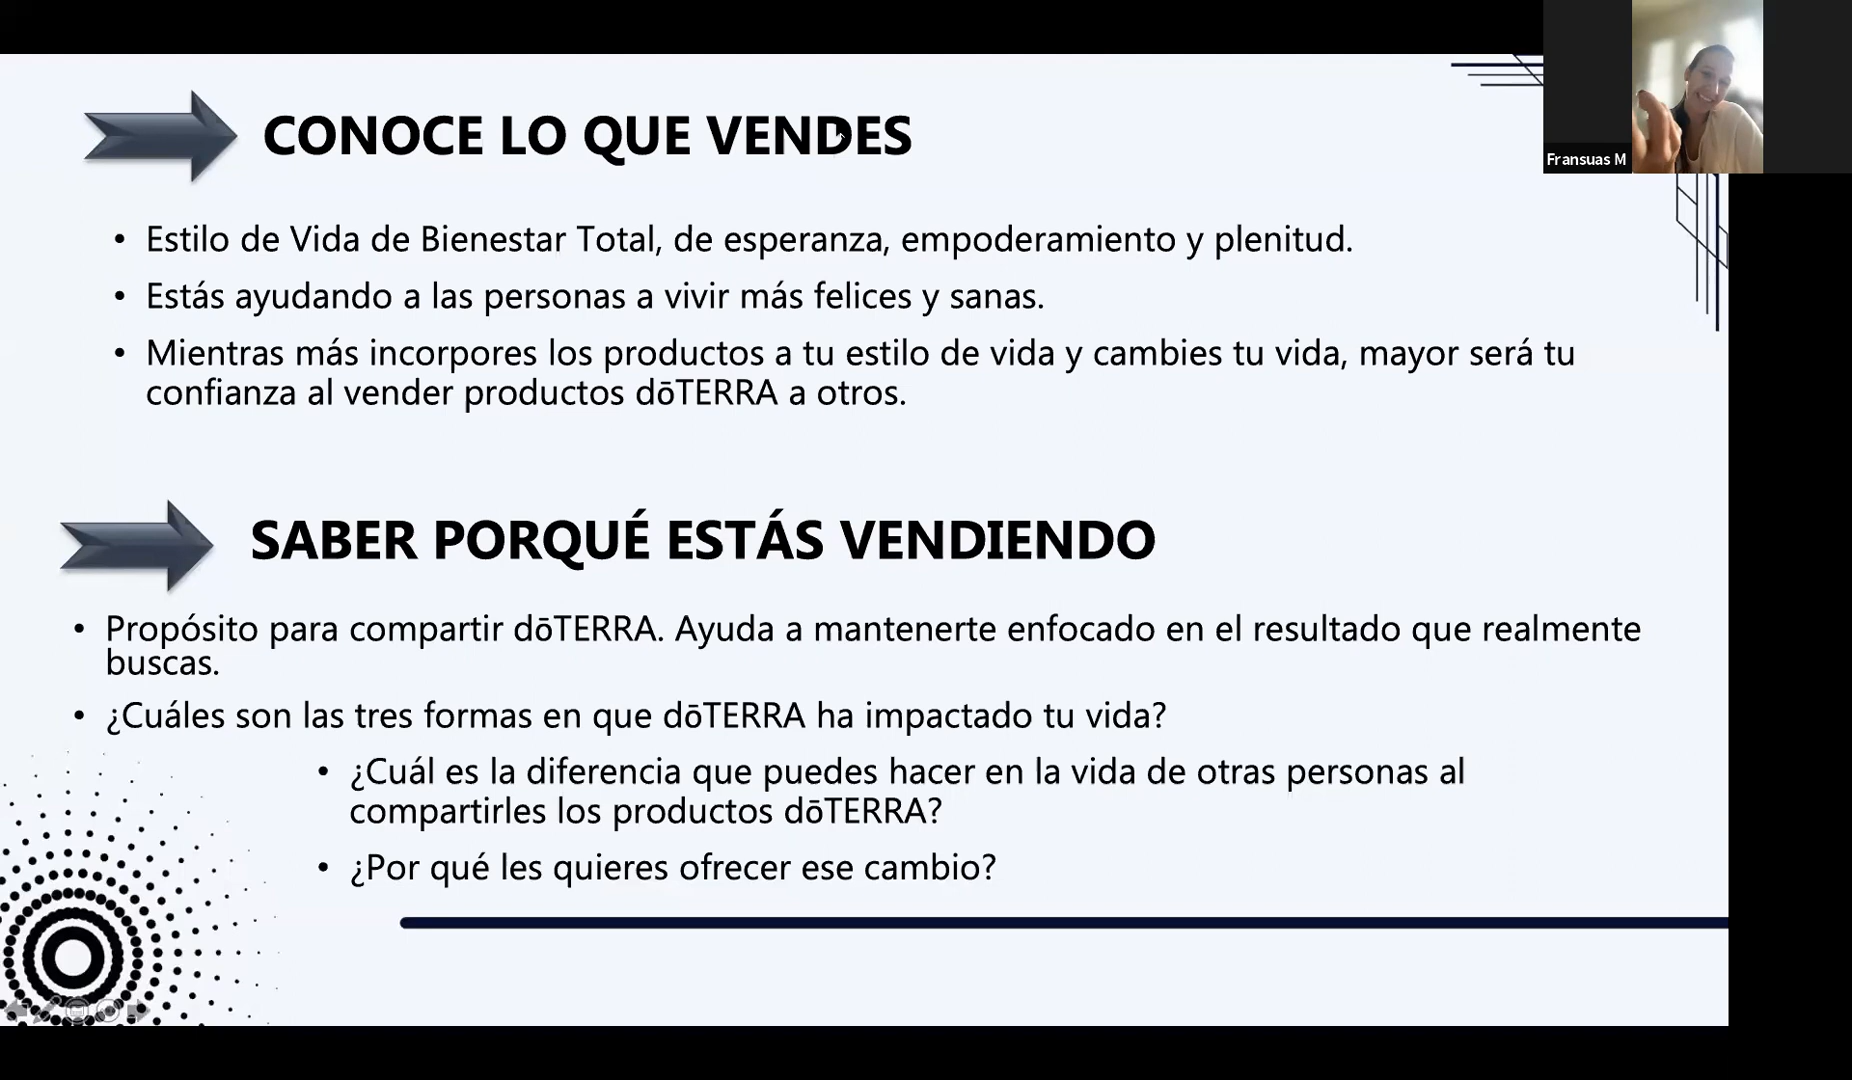 CONOCE LO QUE VENDES
Fransuas M
• Estilo de Vida de Bienestar Total, de esperanza, empoderamiento y plenitud.
• Estás ayudando a las personas a vivir más felices y sanas.
• Mientras más incorpores los productos a tu estilo de vida y cambies tu vida, mayor será tu
confianza al vender productos dōTERRA a otros.
SABER PORQUÉ ESTÁS VENDIENDO
• Propósito para compartir dōTERRA. Ayuda a mantenerte enfocado en el resultado que realmente
buscas.
• ¿Cuáles son las tres formas en que dōTERRA ha impactado tu vida?
• ¿Cuál es la diferencia que puedes hacer en la vida de otras personas al
compartirles los productos dōTERRA?
• ¿Por qué les quieres ofrecer ese cambio?